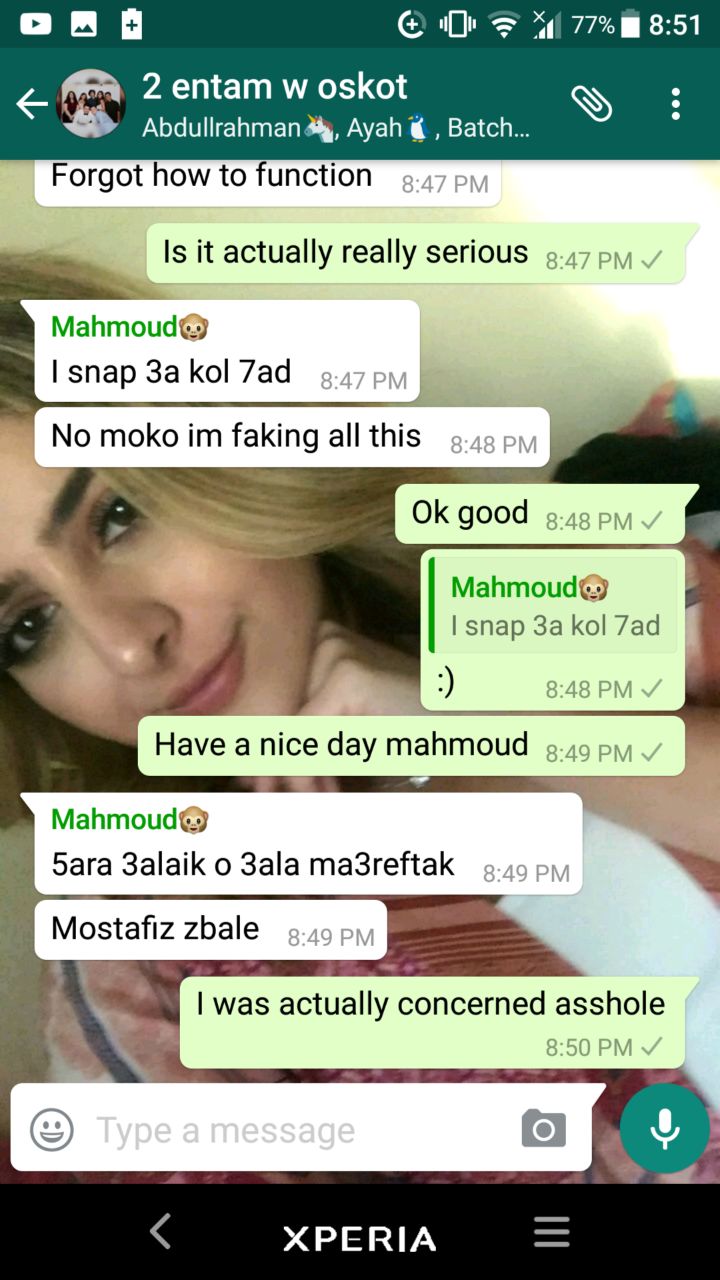 77% 8:51
2 entam w oskot
Abdullrahman🦄, Ayah🐧, Batch...
Forgot how to function 8:47 PM
Is it actually really serious 8:47 PM
Mahmoud🐵
I snap 3a kol 7ad 8:47 PM
No moko im faking all this 8:48 PM
Ok good 8:48 PM
Mahmoud🐵
I snap 3a kol 7ad
:) 8:48 PM
Have a nice day mahmoud 8:49 PM
Mahmoud🐵
5ara 3alaik o 3ala ma3reftak 8:49 PM
Mostafiz zbale 8:49 PM
I was actually concerned asshole
8:50 PM
Type a message
XPERIA